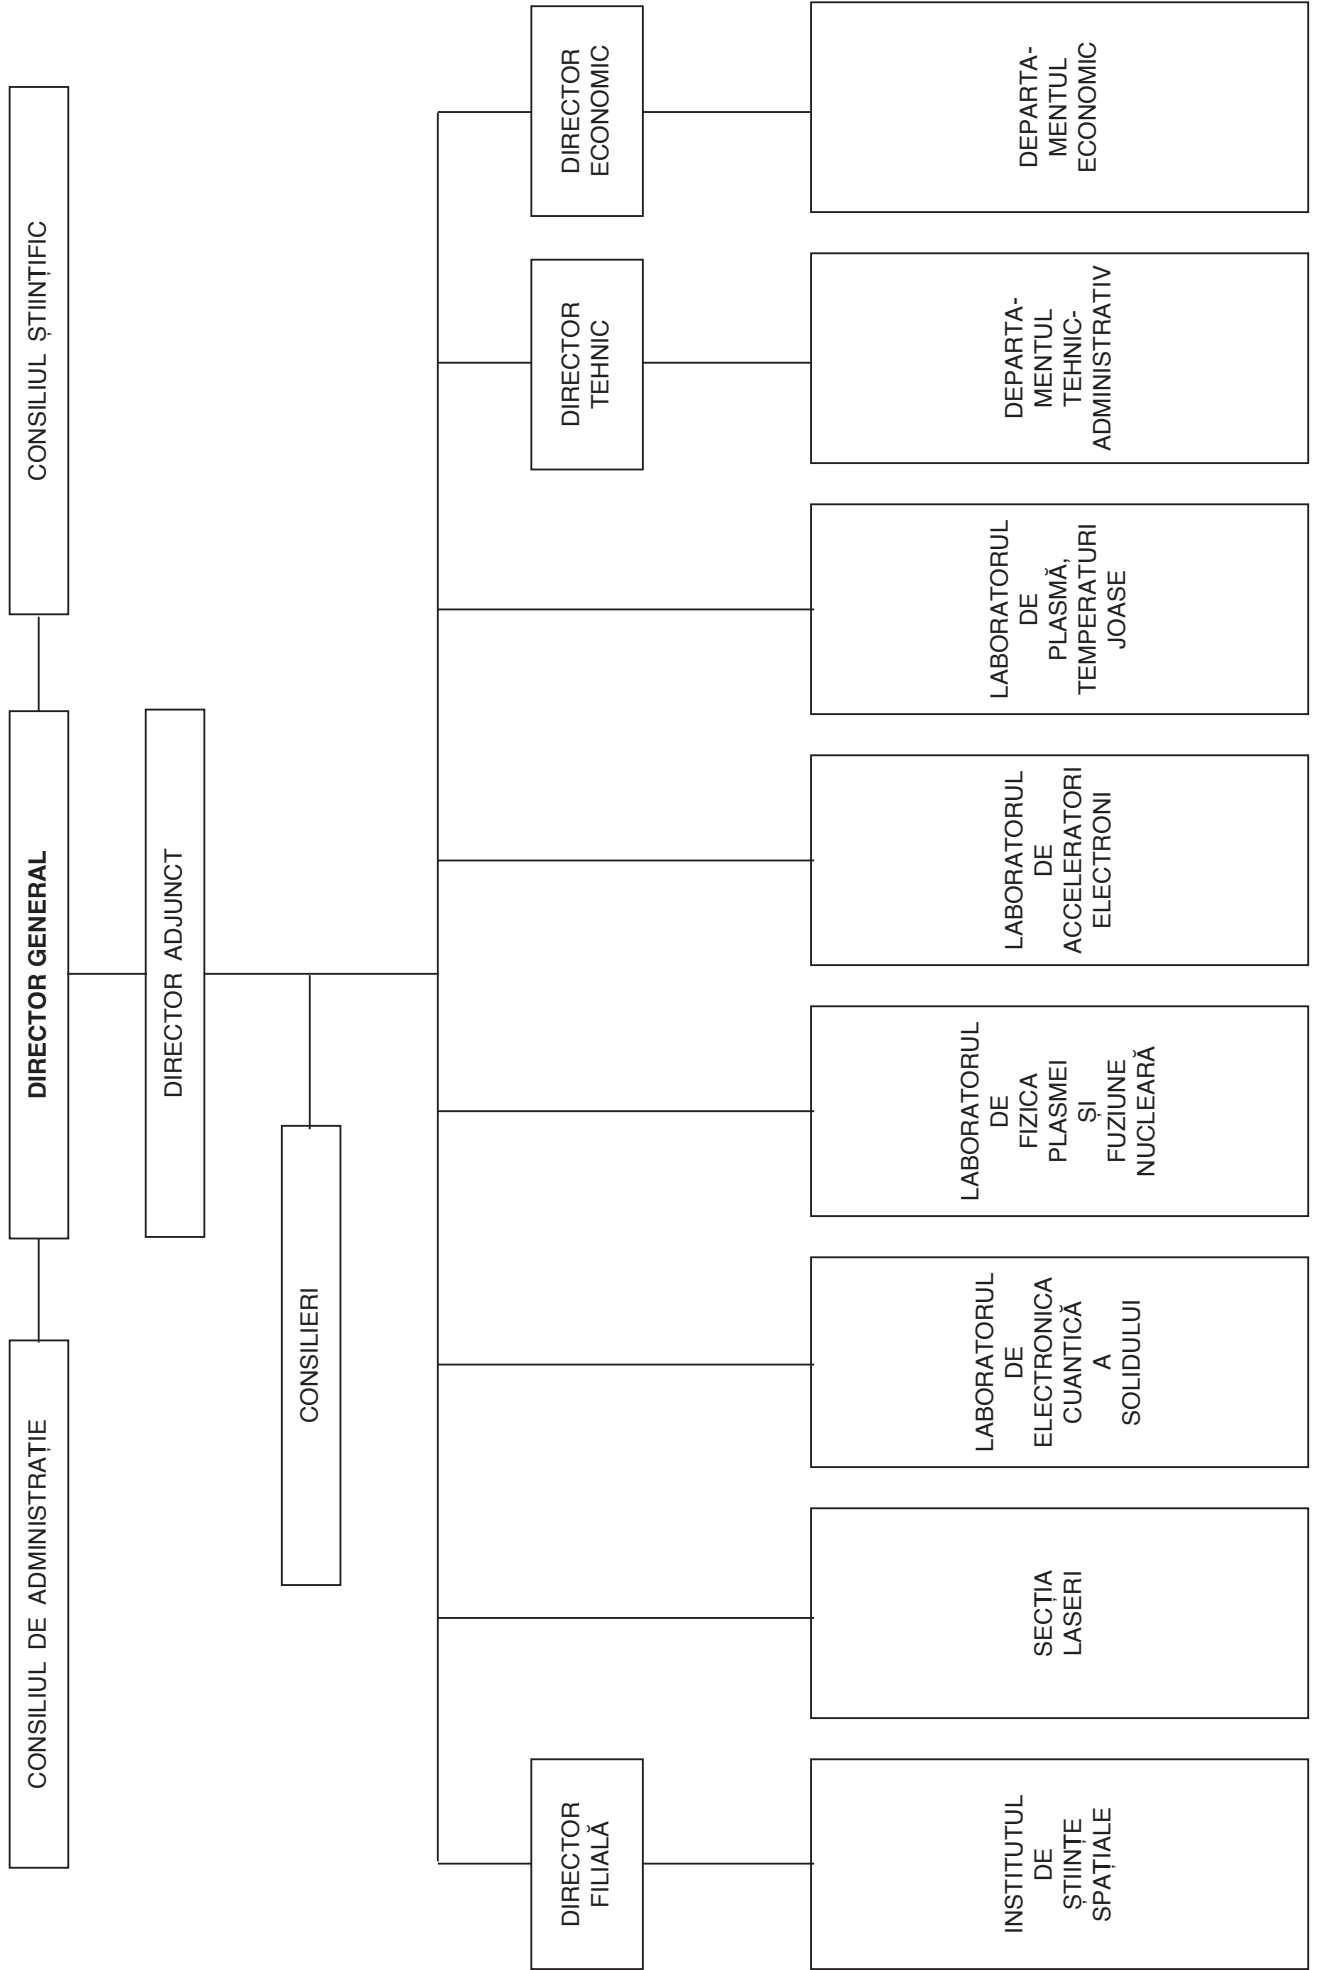 CONSILIUL DE ADMINISTRAȚIE
DIRECTOR GENERAL
CONSILIUL ȘTIINȚIFIC
DIRECTOR ADJUNCT
CONSILIERI
DIRECTOR
FILIALĂ
DIRECTOR
TEHNIC
DIRECTOR
ECONOMIC
INSTITUTUL
DE
ȘTIINȚE
SPAȚIALE
SECȚIA
LASERI
LABORATORUL
DE
ELECTRONICA
CUANTICĂ
A
SOLIDULUI
LABORATORUL
DE
FIZICA
PLASMEI
ȘI
FUZIUNE
NUCLEARĂ
LABORATORUL
DE
ACCELERATORI
ELECTRONI
LABORATORUL
DE
PLASMĂ,
TEMPERATURI
JOASE
DEPARTA-
MENTUL
TEHNIC-
ADMINISTRATIV
DEPARTA-
MENTUL
ECONOMIC